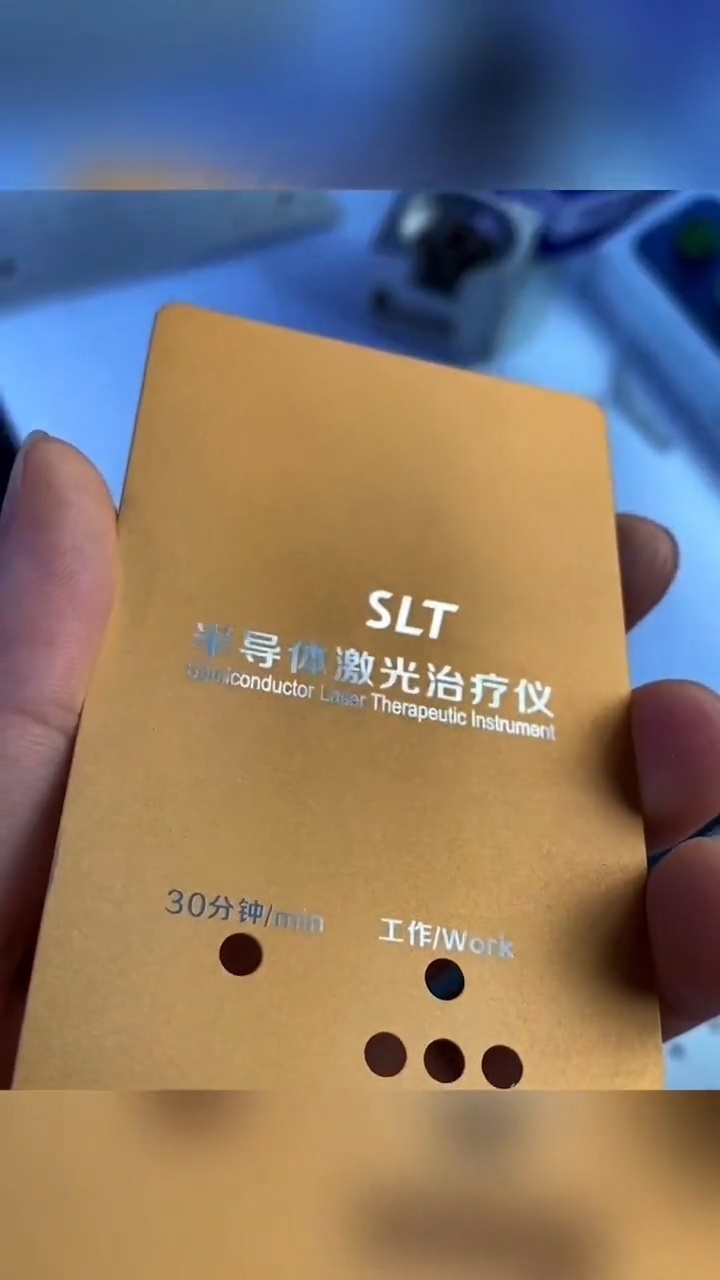 SLT
半导体激光治疗仪
Semiconductor Laser Therapeutic Instrument
30分钟/min
工作/Work